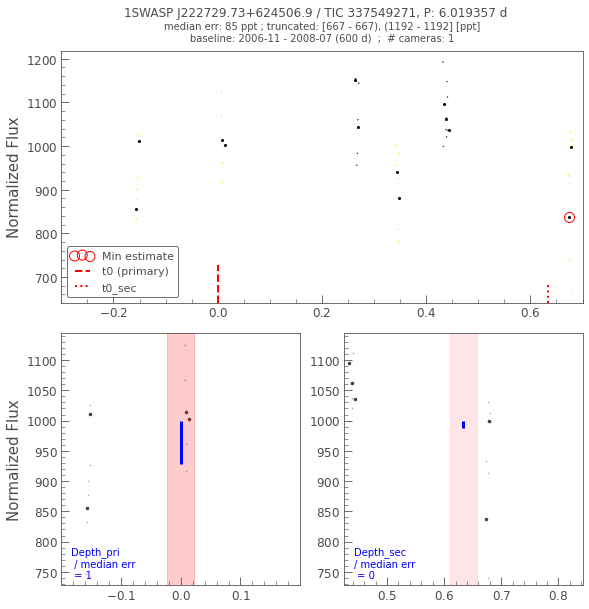 1SWASP J222729.73+624506.9 / TIC 337549271, P: 6.019357 d
median err: 85 ppt ; truncated: [667 - 667), (1192 - 1192] [ppt]
baseline: 2006-11 - 2008-07 (600 d)  ;  # cameras: 1
Normalized Flux
1200
1100
1000
900
800
700
Min estimate
t0 (primary)
t0_sec
−0.2 0.0 0.2 0.4 0.6
Normalized Flux
1100
1050
1000
950
900
850
800
750
Depth_pri
/ median err
= 1
−0.1 0.0 0.1
1100
1050
1000
950
900
850
800
750
Depth_sec
/ median err
= 0
0.5 0.6 0.7 0.8